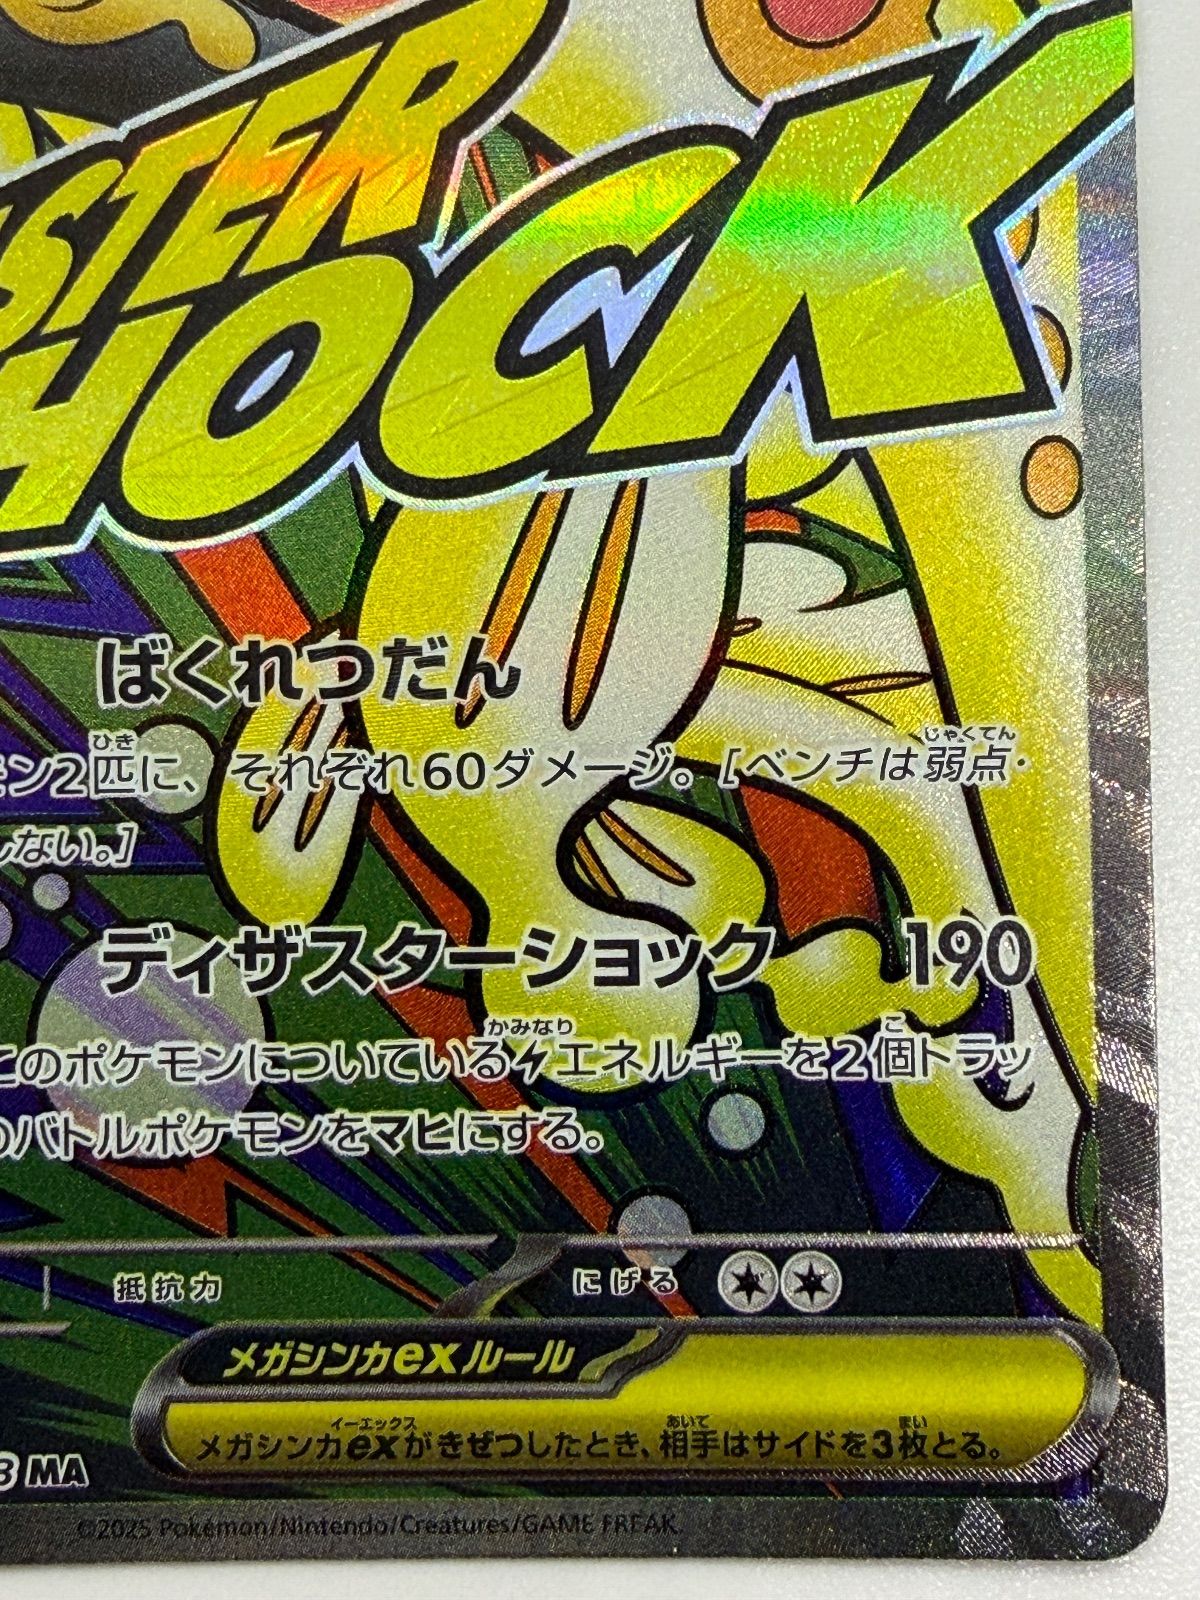 STER
HOCK
ばくれつだん
モン2匹に、それぞれ60ダメージ。[ベンチは弱点・
ひき
じゃくてん
しない。]
ディザスターショック 190
このポケモンについているエネルギーを2個トラッ
かみなり
こ
のバトルポケモンをマヒにする。
抵抗力 にげる
メガシンカexルール
メガシンカexがきぜつしたとき、相手はサイドを3枚とる。
イーエックス
あいて
まい
3 MA
©2025 Pokémon/Nintendo/Creatures/GAME FREAK.